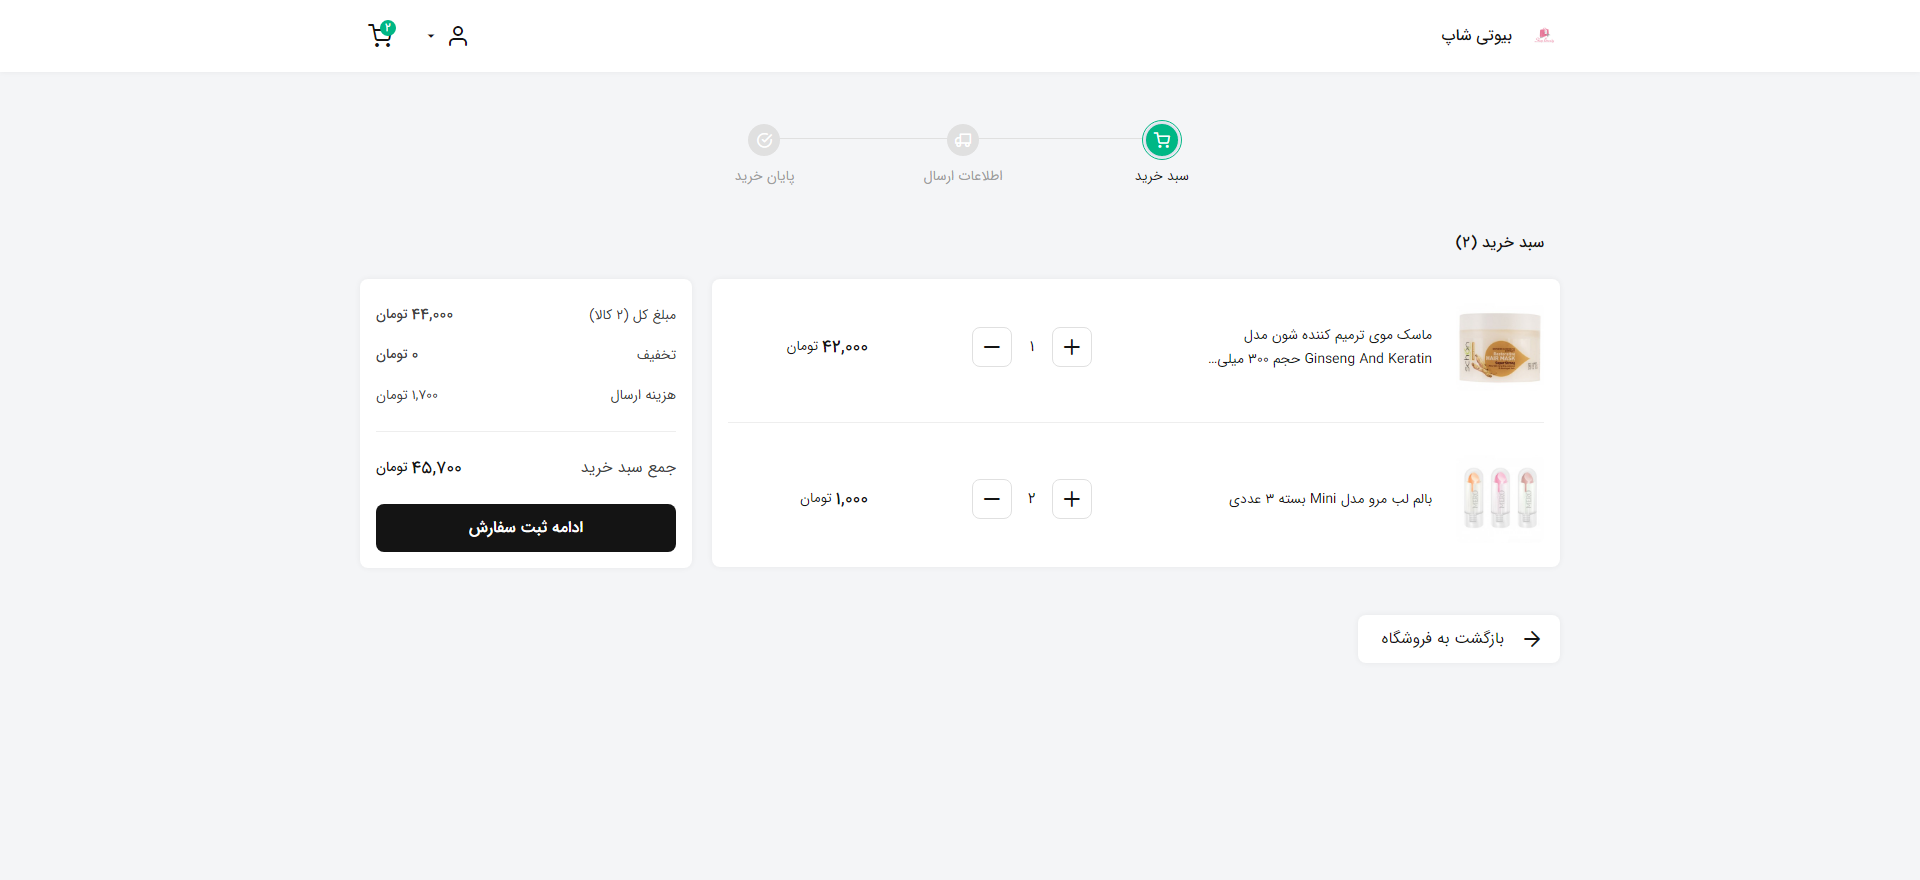 بیوتی شاپ
۲
سبد خرید
اطلاعات ارسال
پایان خرید
سبد خرید (۲)
ماسک موی ترمیم کننده شون مدل
Ginseng And Keratin حجم ۳۰۰ میلی...
۱
۴۲,۰۰۰ تومان
بالم لب مرو مدل Mini بسته ۳ عددی
۲
۱,۰۰۰ تومان
مبلغ کل (۲ کالا)
۴۴,۰۰۰ تومان
تخفیف
۰ تومان
هزینه ارسال
۱,۷۰۰ تومان
جمع سبد خرید
۴۵,۷۰۰ تومان
ادامه ثبت سفارش
بازگشت به فروشگاه